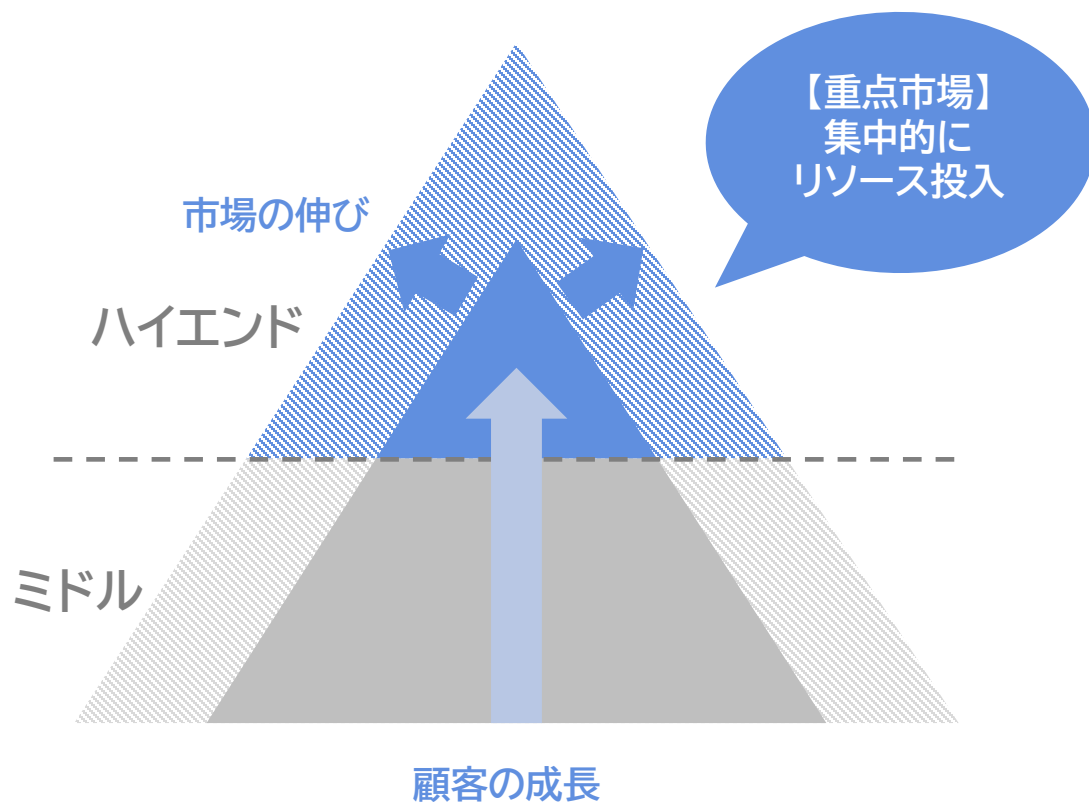 【重点市場】
集中的に
リソース投入
市場の伸び
ハイエンド
ミドル
顧客の成長